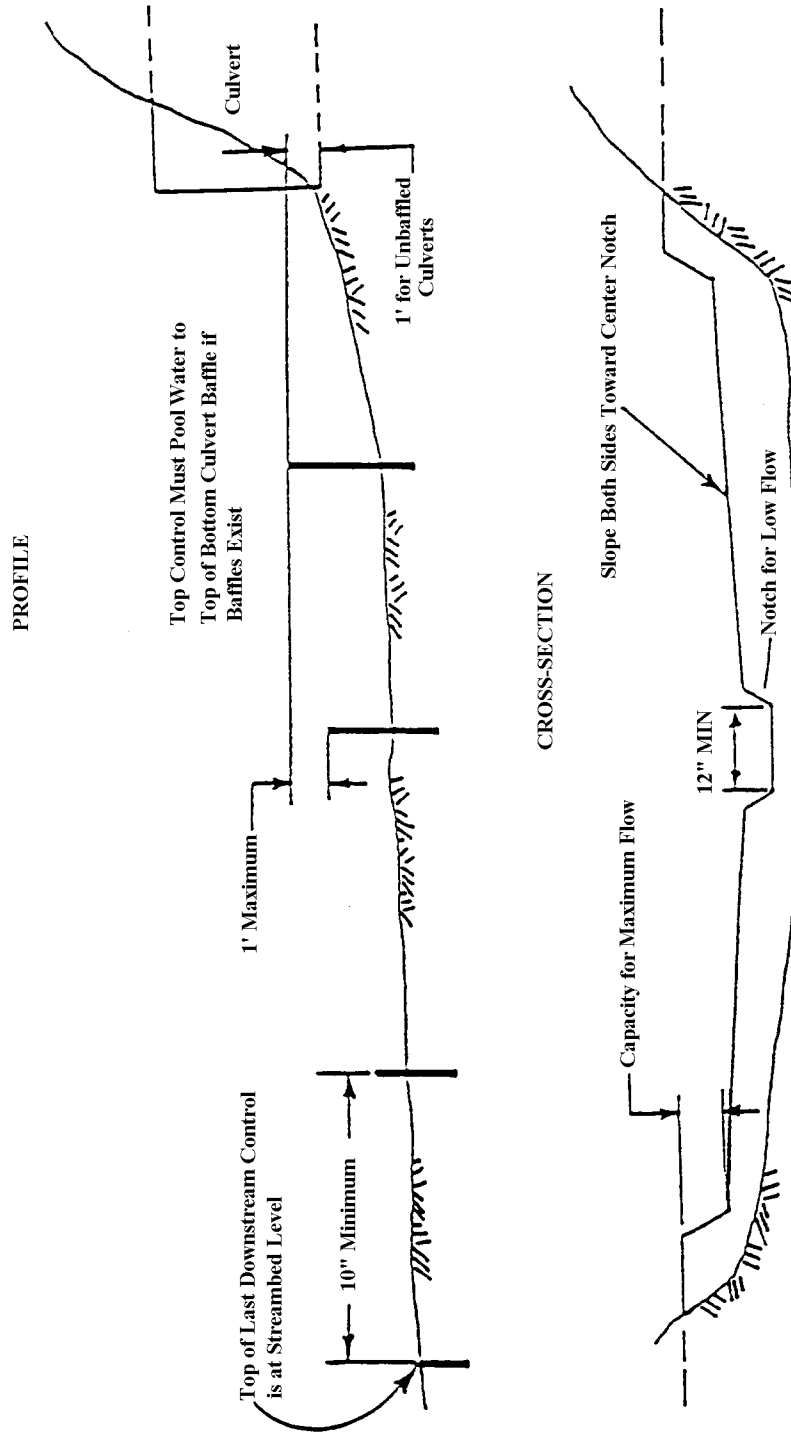 PROFILE
Top of Last Downstream Control
is at Streambed Level
10" Minimum
1' Maximum
Top Control Must Pool Water to
Top of Bottom Culvert Baffle if
Baffles Exist
Culvert
1' for Unbaffled
Culverts
CROSS-SECTION
Capacity for Maximum Flow
12" MIN
Notch for Low Flow
Slope Both Sides Toward Center Notch